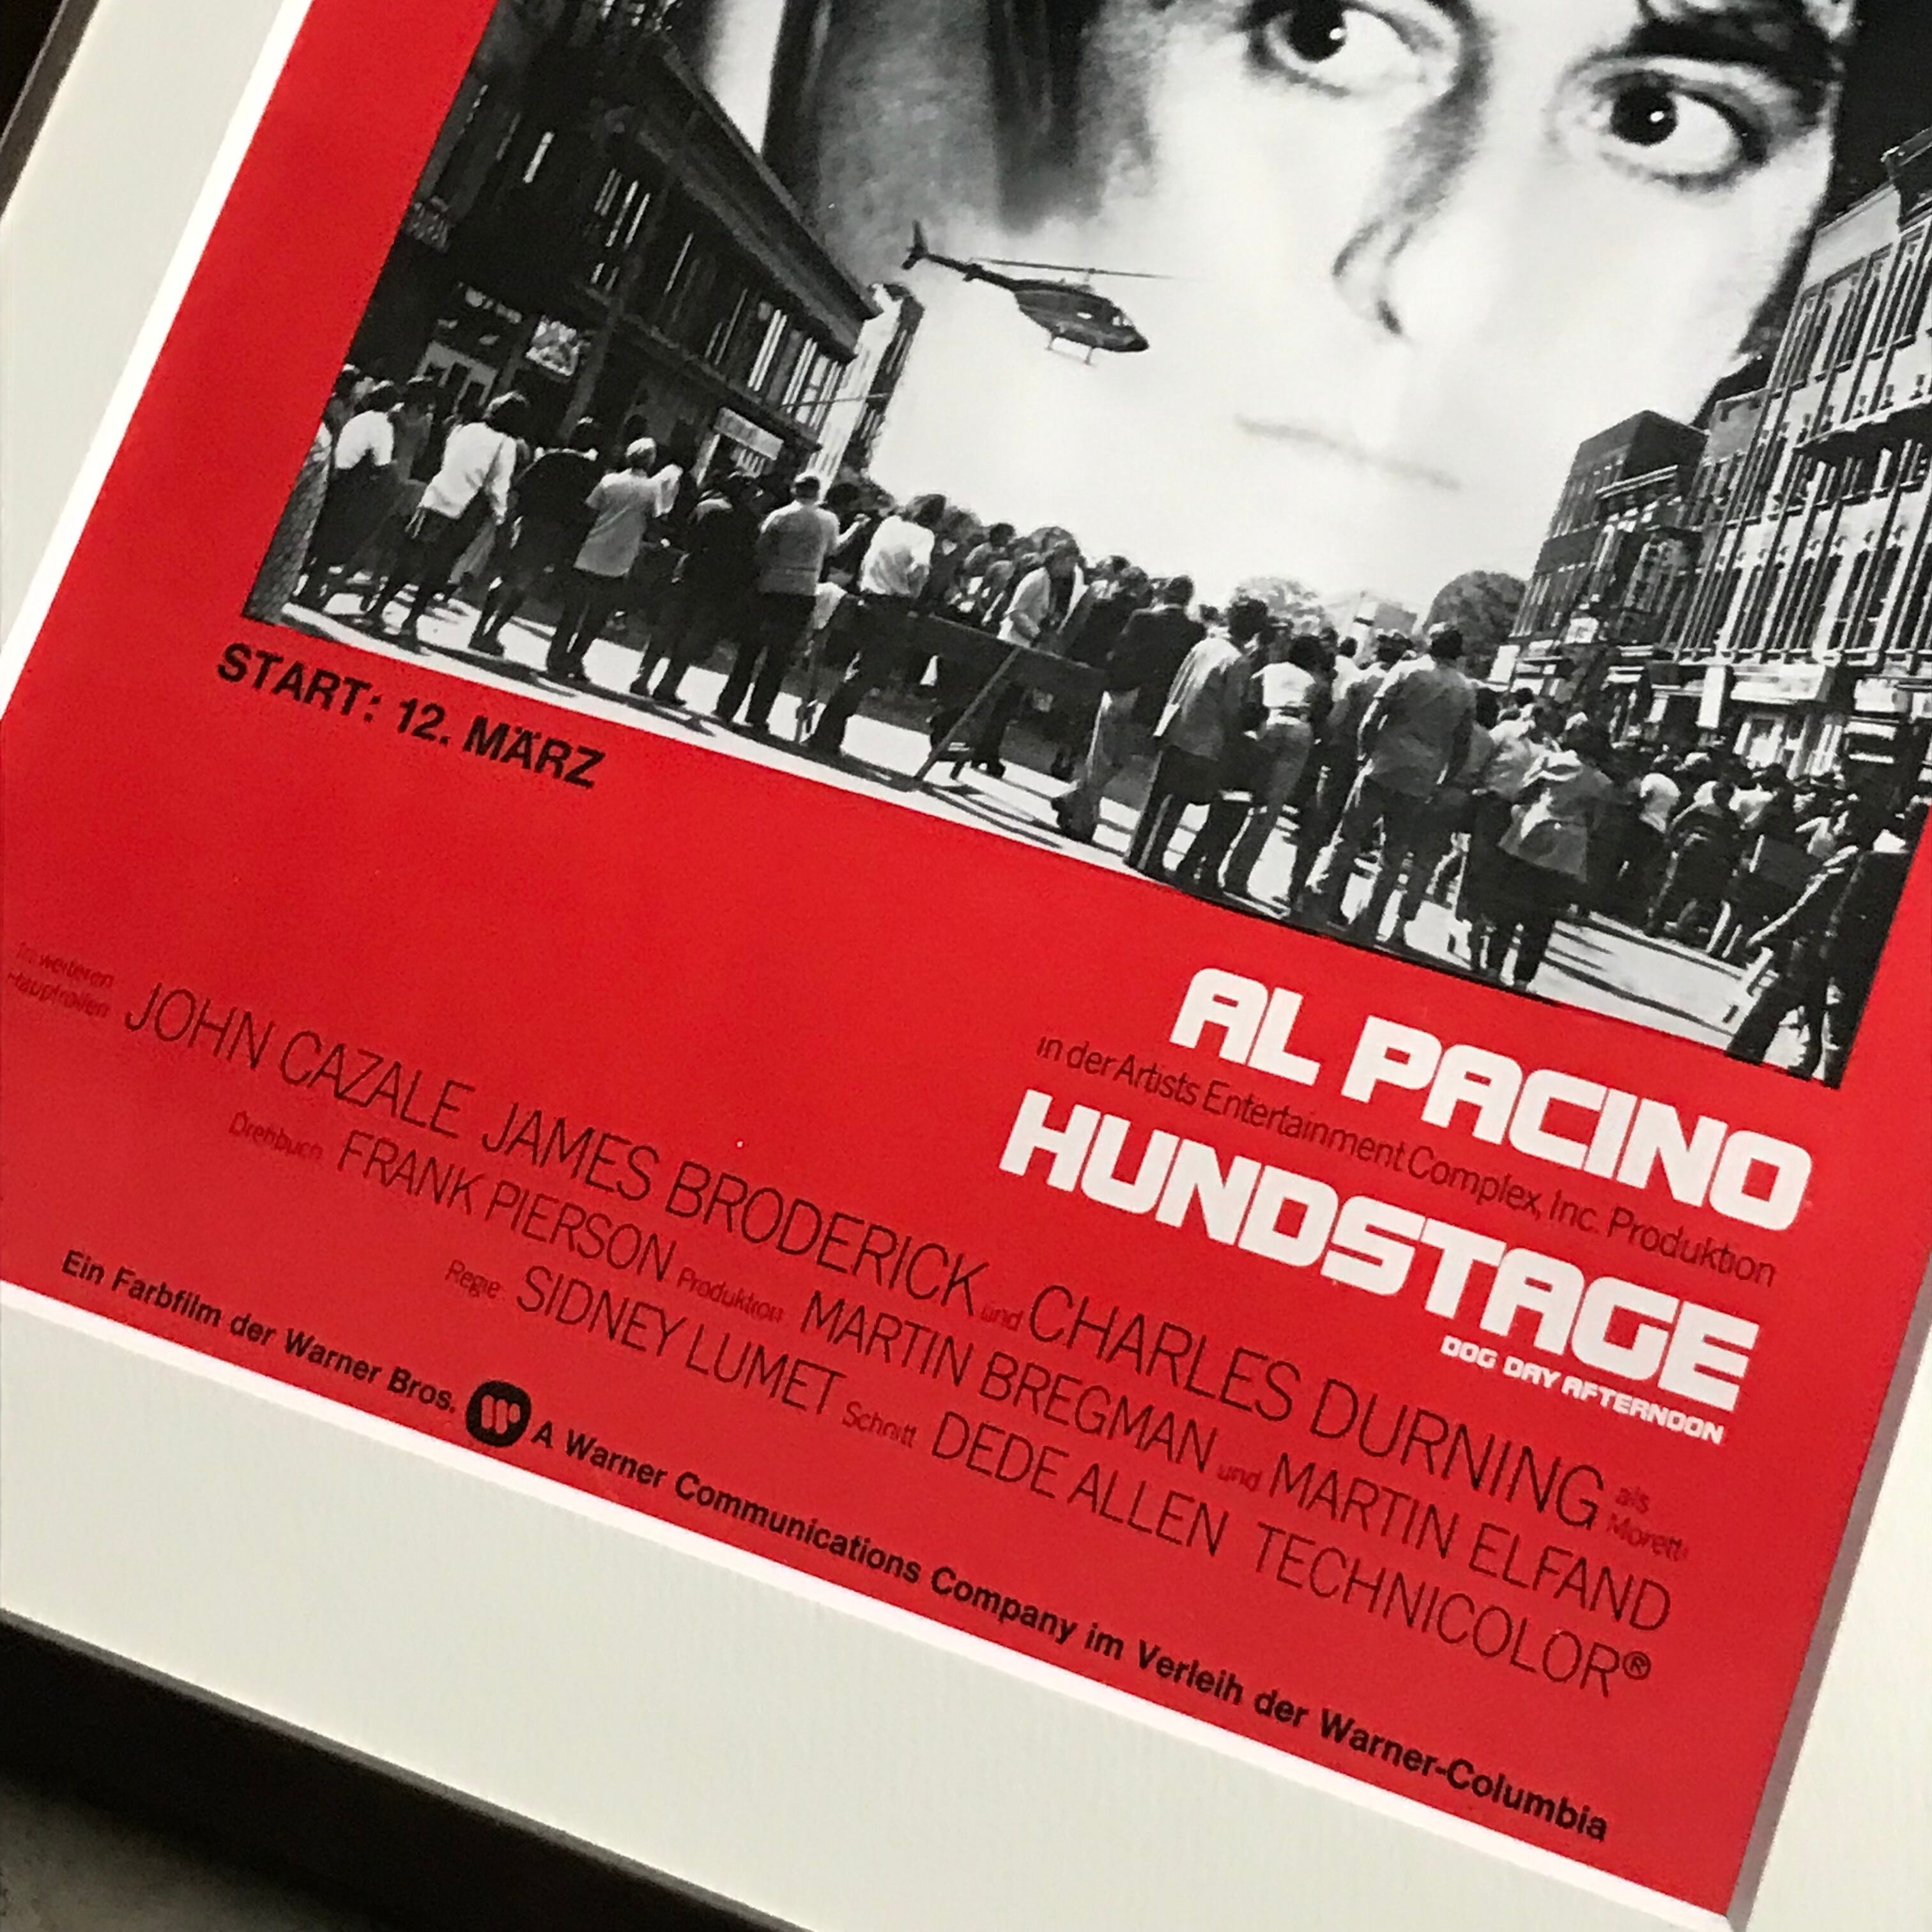 START: 12. MÄRZ
AL PACINO
in der Artists Entertainment Complex, Inc. Produktion
HUNDSTAGE
DOG DAY AFTERNOON
In weiteren
Hauptrollen JOHN CAZALE JAMES BRODERICK und CHARLES DURNING als Moretti
Drehbuch FRANK PIERSON Produktion MARTIN BREGMAN und MARTIN ELFAND
Regie SIDNEY LUMET Schnitt DEDE ALLEN TECHNICOLOR®
Ein Farbfilm der Warner Bros. A Warner Communications Company im Verleih der Warner-Columbia